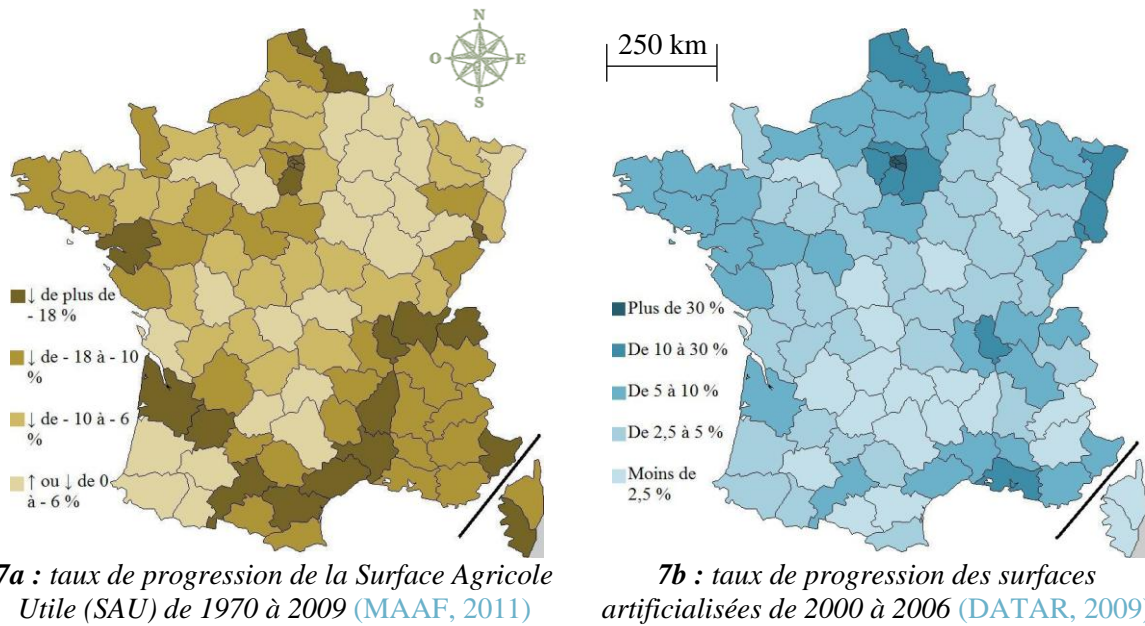 N
O
E
S
↓ de plus de
- 18 %
↓ de - 18 à - 10
%
↓ de - 10 à - 6
%
↑ ou ↓ de 0
à - 6 %
7a : taux de progression de la Surface Agricole
Utile (SAU) de 1970 à 2009 (MAAF, 2011)
250 km
Plus de 30 %
De 10 à 30 %
De 5 à 10 %
De 2,5 à 5 %
Moins de
2,5 %
7b : taux de progression des surfaces
artificialisées de 2000 à 2006 (DATAR, 2009)